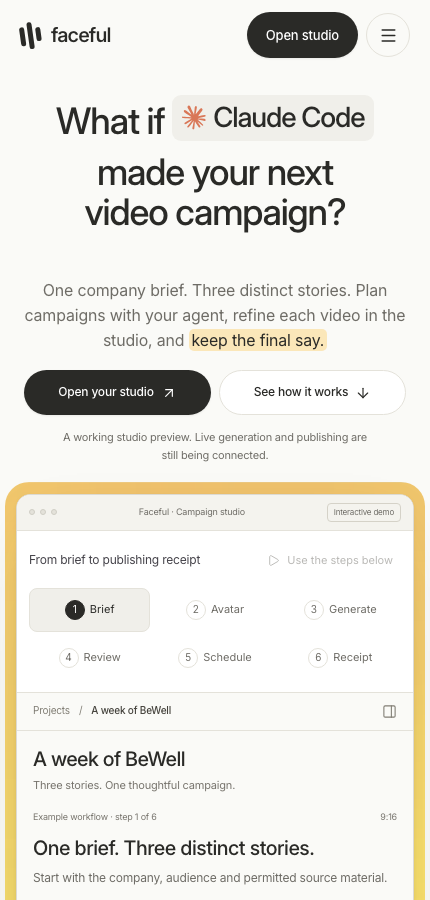 faceful
Open studio
What if Claude Code
made your next
video campaign?
One company brief. Three distinct stories. Plan
campaigns with your agent, refine each video in the
studio, and keep the final say.
Open your studio
See how it works
A working studio preview. Live generation and publishing are
still being connected.
Faceful · Campaign studio
Interactive demo
From brief to publishing receipt
Use the steps below
1 Brief
2 Avatar
3 Generate
4 Review
5 Schedule
6 Receipt
Projects / A week of BeWell
A week of BeWell
Three stories. One thoughtful campaign.
Example workflow · step 1 of 6
9:16
One brief. Three distinct stories.
Start with the company, audience and permitted source material.